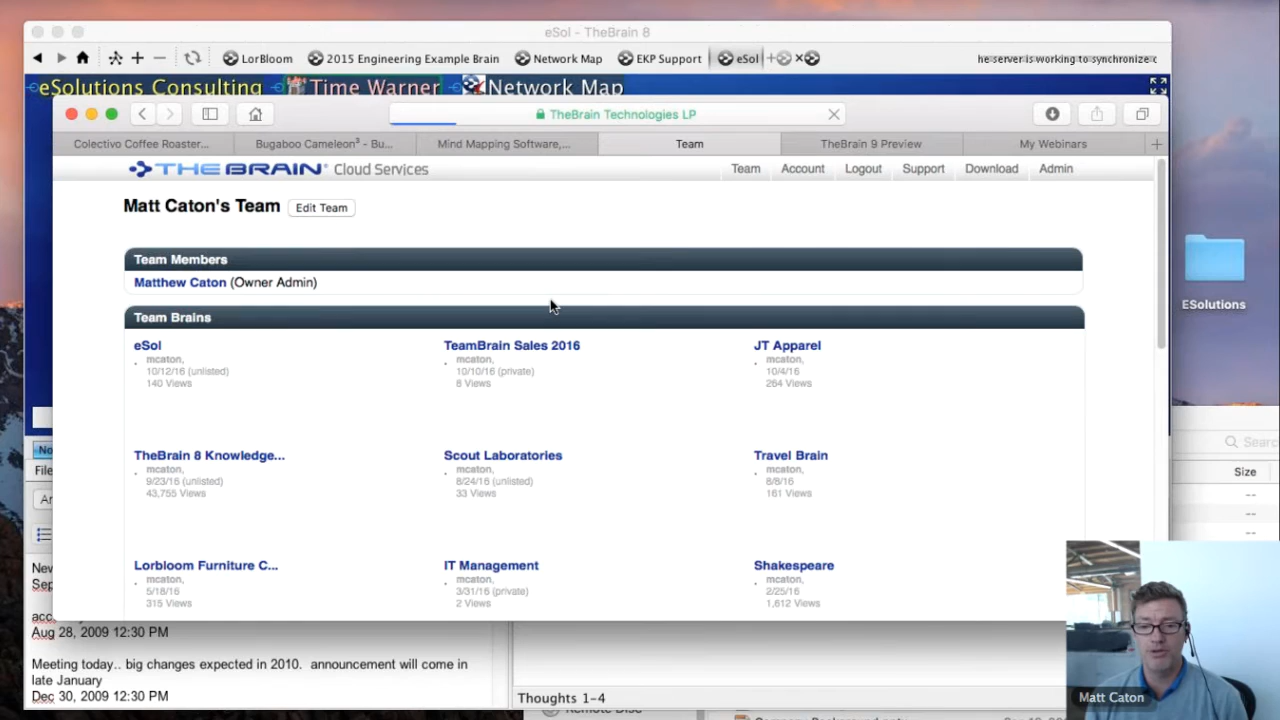 eSol - TheBrain 8
LorBloom
2015 Engineering Example Brain
Network Map
EKP Support
eSol
he server is working to synchronize c
eSolutions Consulting
Time Warner
Network Map
TheBrain Technologies LP
Colectivo Coffee Roaster...
Bugaboo Cameleon³ - Bu...
Mind Mapping Software,...
Team
TheBrain 9 Preview
My Webinars
THEBRAIN Cloud Services
Team
Account
Logout
Support
Download
Admin
Matt Caton's Team
Edit Team
Team Members
Matthew Caton (Owner Admin)
Team Brains
eSol
mcaton,
10/12/16 (unlisted)
140 Views
TeamBrain Sales 2016
mcaton,
10/10/16 (private)
8 Views
JT Apparel
mcaton,
10/4/16
264 Views
TheBrain 8 Knowledge...
mcaton,
9/23/16 (unlisted)
43,755 Views
Scout Laboratories
mcaton,
8/24/16 (unlisted)
33 Views
Travel Brain
mcaton,
8/8/16
161 Views
Lorbloom Furniture C...
mcaton,
5/18/16
315 Views
IT Management
mcaton,
3/31/16 (private)
2 Views
Shakespeare
mcaton,
2/25/16
1,612 Views
ESolutions
Searc
Size
--
--
--
No
File
Ar
New
Sep
acc
Aug 28, 2009 12:30 PM
Meeting today.. big changes expected in 2010. announcement will come in
late January
Dec 30, 2009 12:30 PM
Thoughts 1-4
Matt Caton